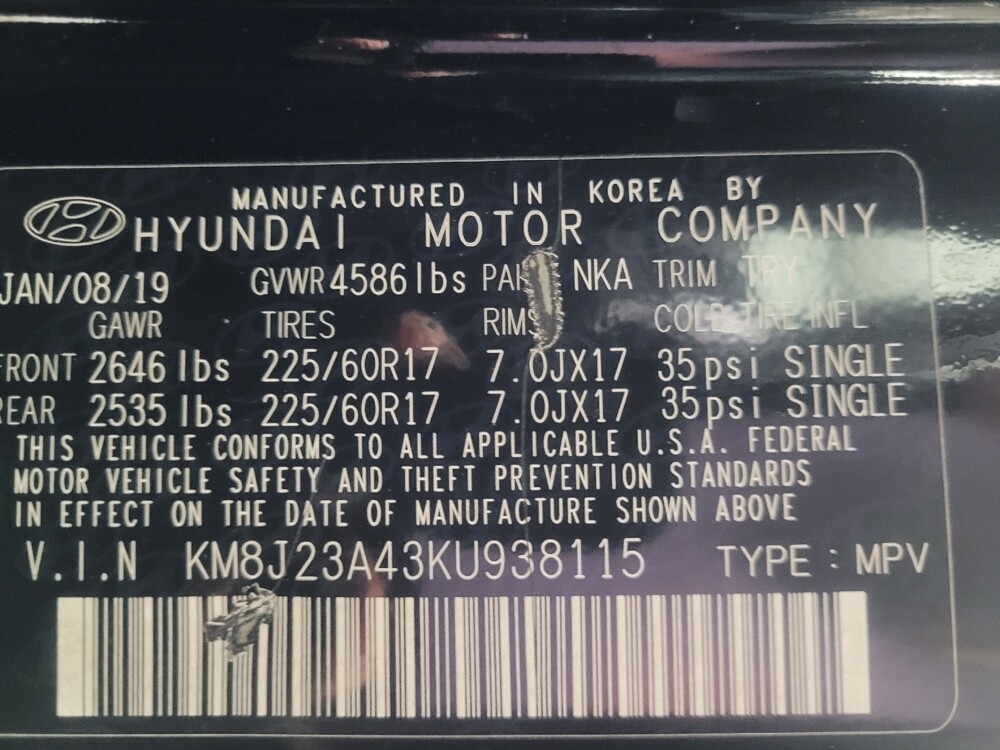 MANUFACTURED IN KOREA BY
HYUNDAI MOTOR COMPANY
JAN/08/19 GVWR 4586 lbs NKA TRIM TRY
GAWR TIRES RIMS COLD TIRE INFL
FRONT 2646 lbs 225/60R17 7.0JX17 35psi SINGLE
REAR 2535 lbs 225/60R17 7.0JX17 35psi SINGLE
THIS VEHICLE CONFORMS TO ALL APPLICABLE U.S.A. FEDERAL
MOTOR VEHICLE SAFETY AND THEFT PREVENTION STANDARDS
IN EFFECT ON THE DATE OF MANUFACTURE SHOWN ABOVE
V.I.N KM8J23A43KU938115 TYPE : MPV